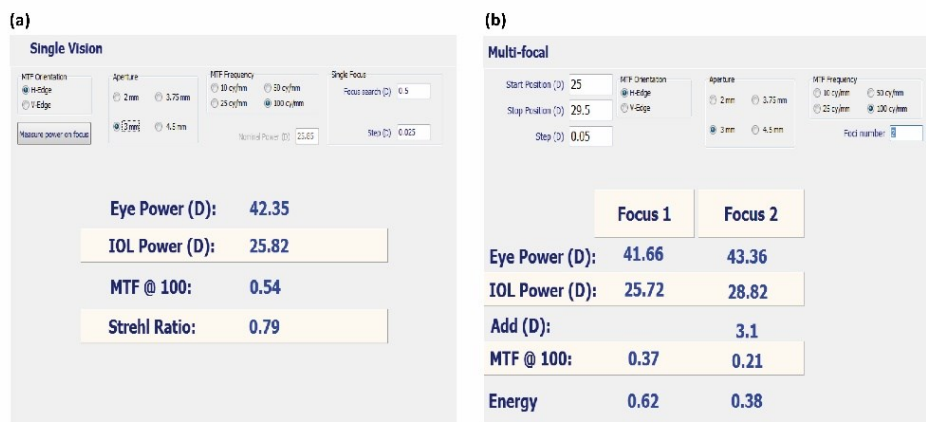 (a)
Single Vision
MTF Orientation
H-Edge
V-Edge
Measure power on focus
Aperture
2 mm
3.75 mm
3 mm
4.5 mm
MTF Frequency
10 cy/mm
50 cy/mm
25 cy/mm
100 cy/mm
Nominal Power (D)
Single Focus
Focus search (D) 0.5
Step (D) 0.025
Eye Power (D): 42.35
IOL Power (D): 25.82
MTF @ 100: 0.54
Strehl Ratio: 0.79
(b)
Multi-focal
Start Position (D) 25
Stop Position (D) 29.5
Step (D) 0.05
MTF Orientation
H-Edge
V-Edge
Aperture
2 mm
3.75 mm
3 mm
4.5 mm
MTF Frequency
10 cy/mm
50 cy/mm
25 cy/mm
100 cy/mm
Foci number 2
Focus 1
Focus 2
Eye Power (D): 41.66 43.36
IOL Power (D): 25.72 28.82
Add (D): 3.1
MTF @ 100: 0.37 0.21
Energy 0.62 0.38